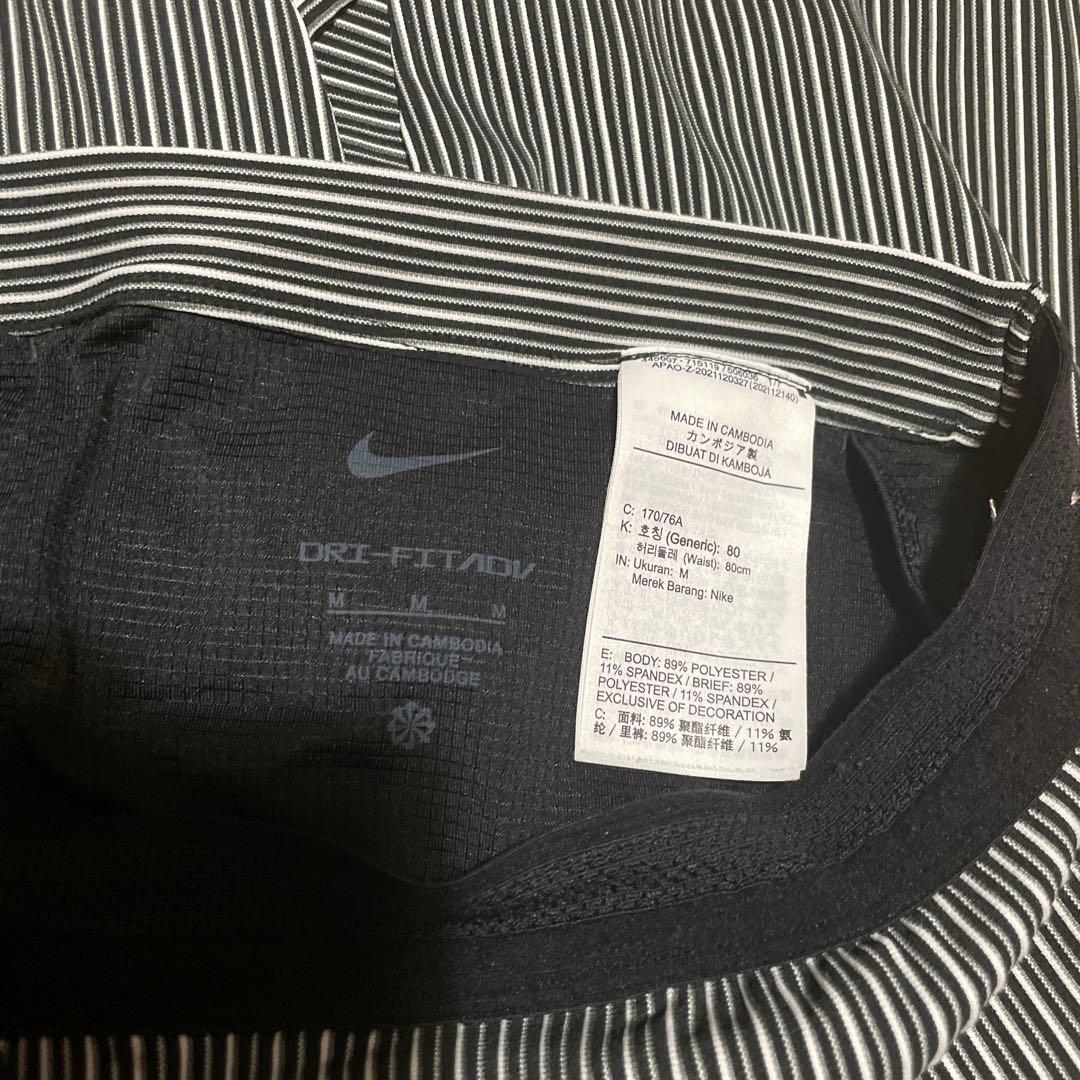 DRI-FIT/ADV
M M M
MADE IN CAMBODIA
FABRIQUE
AU CAMBODGE
APAO-Z-2021120327(202112140)
MADE IN CAMBODIA
カンボジア製
DIBUAT DI KAMBOJA
C: 170/76A
K: 호칭 (Generic): 80
허리둘레 (Waist): 80cm
IN: Ukuran: M
Merek Barang: Nike
E: BODY: 89% POLYESTER /
11% SPANDEX / BRIEF: 89%
POLYESTER / 11% SPANDEX /
EXCLUSIVE OF DECORATION
C: 面料: 89% 聚酯纤维 / 11% 氨
纶 / 里裤: 89% 聚酯纤维 / 11%